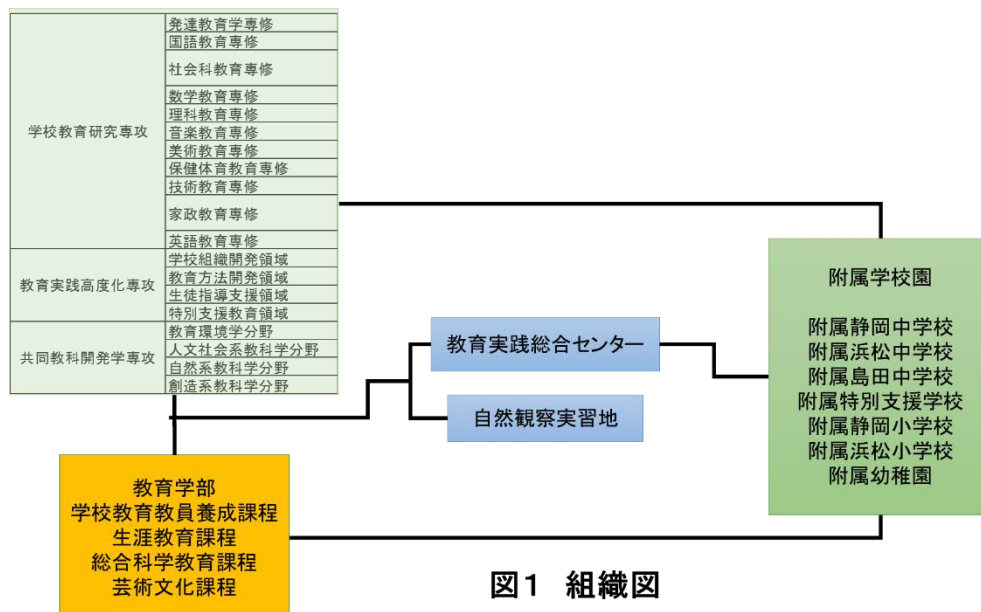 学校教育研究専攻
発達教育学専修
国語教育専修
社会科教育専修
数学教育専修
理科教育専修
音楽教育専修
美術教育専修
保健体育教育専修
技術教育専修
家政教育専修
英語教育専修
教育実践高度化専攻
学校組織開発領域
教育方法開発領域
生徒指導支援領域
特別支援教育領域
共同教科開発学専攻
教育環境学分野
人文社会系教科学分野
自然系教科学分野
創造系教科学分野
教育実践総合センター
自然観察実習地
附属学校園
附属静岡中学校
附属浜松中学校
附属島田中学校
附属特別支援学校
附属静岡小学校
附属浜松小学校
附属幼稚園
教育学部
学校教育教員養成課程
生涯教育課程
総合科学教育課程
芸術文化課程
図1 組織図